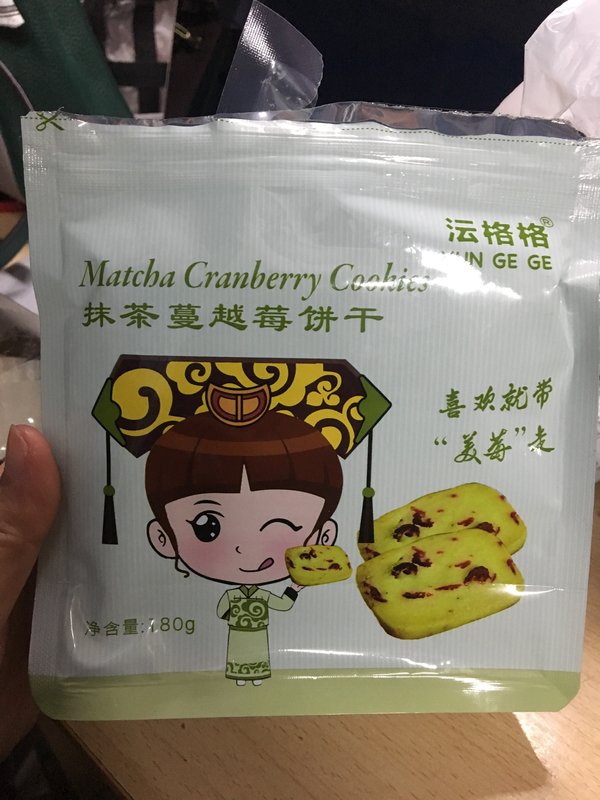 沄格格®
YUN GE GE
Matcha Cranberry Cookies
抹茶蔓越莓饼干
喜欢就带
“美莓”走
净含量:180g